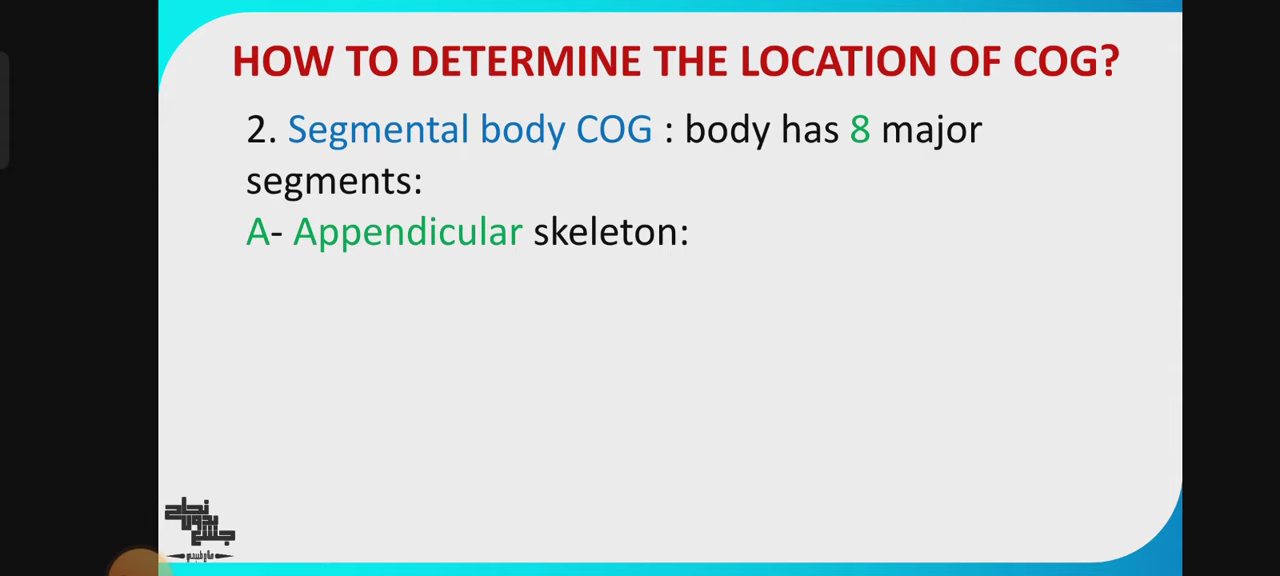 HOW TO DETERMINE THE LOCATION OF COG?
2. Segmental body COG : body has 8 major
segments:
A- Appendicular skeleton: